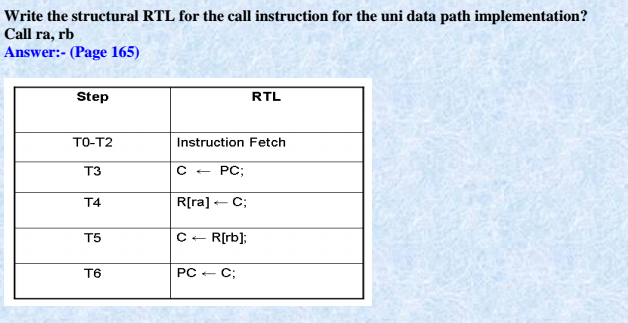 Write the structural RTL for the call instruction for the uni data path implementation?
Call ra, rb
Answer:- (Page 165)
Step RTL
T0-T2 Instruction Fetch
T3 C ← PC;
T4 R[ra] ← C;
T5 C ← R[rb];
T6 PC ← C;